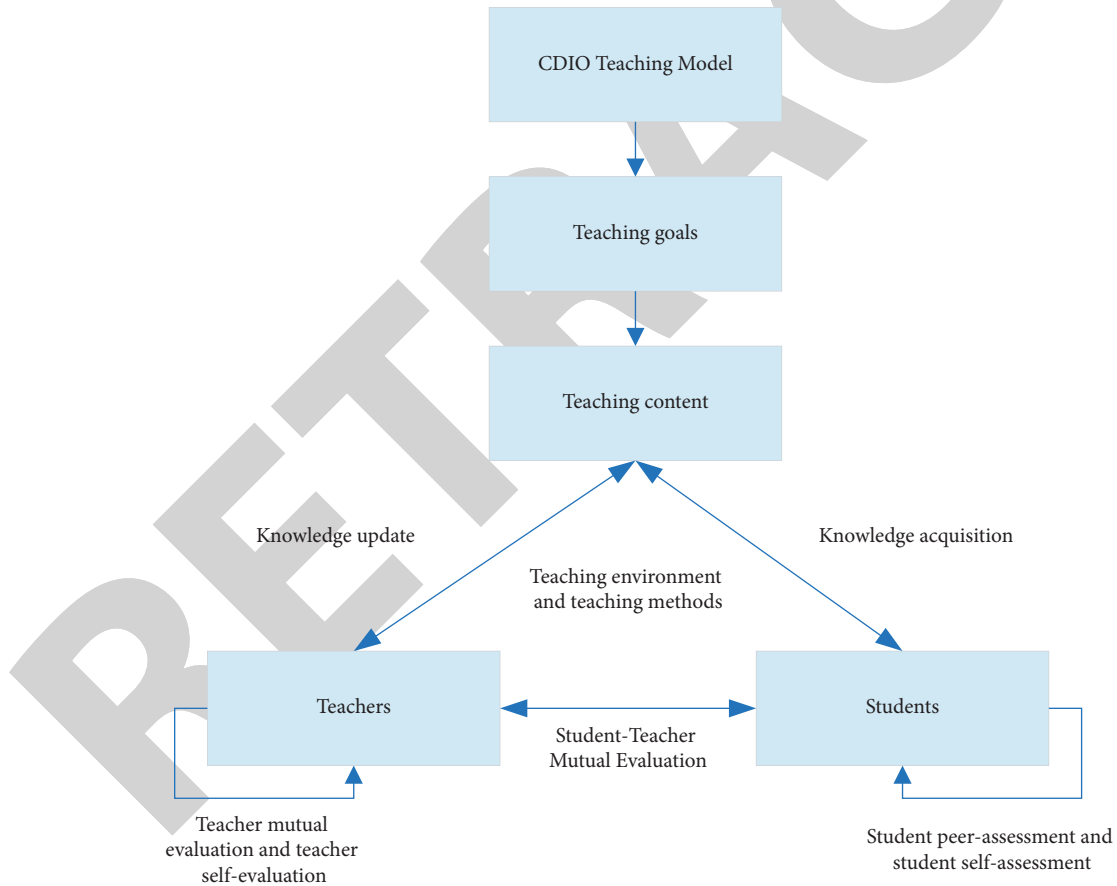 CDIO Teaching Model
Teaching goals
Teaching content
Knowledge update
Knowledge acquisition
Teaching environment
and teaching methods
Teachers
Students
Student-Teacher
Mutual Evaluation
Teacher mutual
evaluation and teacher
self-evaluation
Student peer-assessment and
student self-assessment
RETRAC